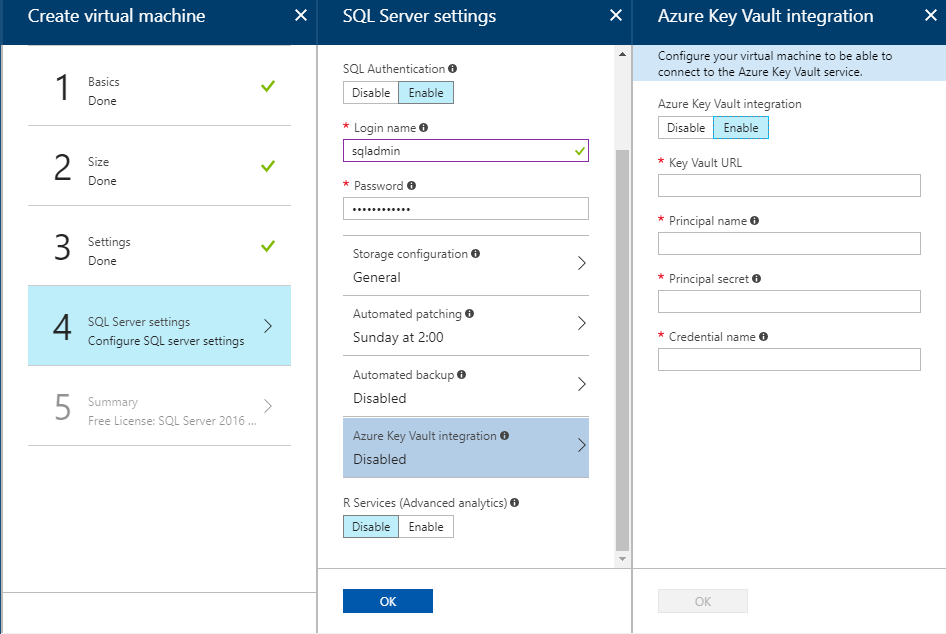 Create virtual machine
1
Basics
Done
2
Size
Done
3
Settings
Done
4
SQL Server settings
Configure SQL server settings
5
Summary
Free License: SQL Server 2016 ...
SQL Server settings
SQL Authentication
Disable Enable
* Login name
sqladmin
* Password
••••••••••••
Storage configuration
General
Automated patching
Sunday at 2:00
Automated backup
Disabled
Azure Key Vault integration
Disabled
R Services (Advanced analytics)
Disable Enable
OK
Azure Key Vault integration
Configure your virtual machine to be able to
connect to the Azure Key Vault service.
Azure Key Vault integration
Disable Enable
* Key Vault URL
* Principal name
* Principal secret
* Credential name
OK